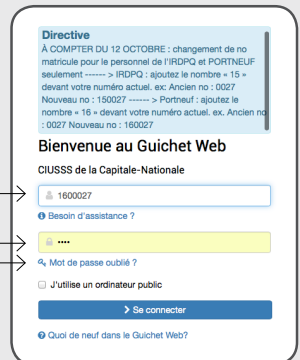 Directive
À COMPTER DU 12 OCTOBRE : changement de no
matricule pour le personnel de l'IRDPQ et PORTNEUF
seulement ------ > IRDPQ : ajoutez le nombre « 15 »
devant votre numéro actuel. ex: Ancien no : 0027
Nouveau no : 150027 ------ > Portneuf : ajoutez le
nombre « 16 » devant votre numéro actuel. ex. Ancien no
: 0027 Nouveau no : 160027
Bienvenue au Guichet Web
CIUSSS de la Capitale-Nationale
1600027
Besoin d'assistance ?
••••
Mot de passe oublié ?
J'utilise un ordinateur public
Se connecter
Quoi de neuf dans le Guichet Web?